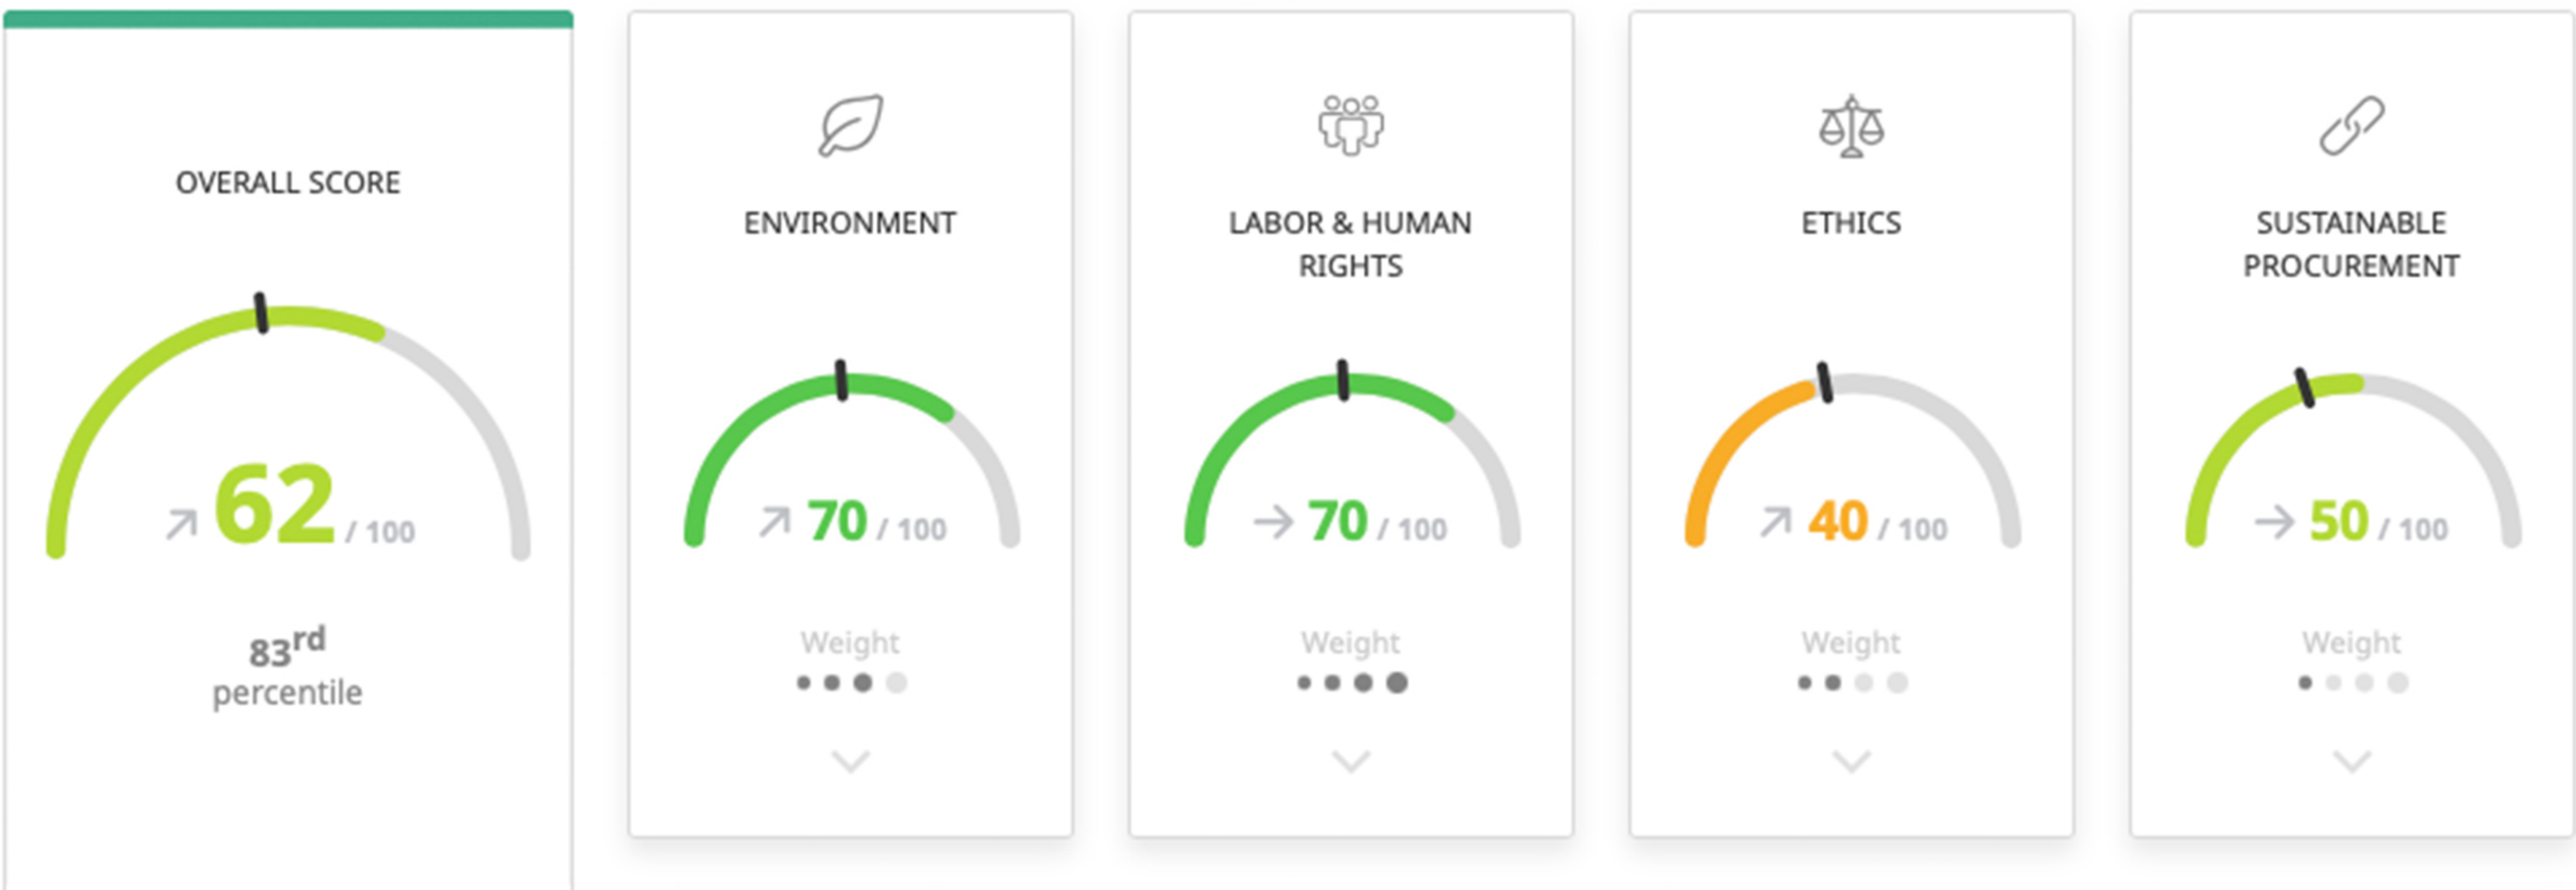 OVERALL SCORE
62 / 100
83rd
percentile
ENVIRONMENT
70 / 100
Weight
LABOR & HUMAN
RIGHTS
70 / 100
Weight
ETHICS
40 / 100
Weight
SUSTAINABLE
PROCUREMENT
50 / 100
Weight